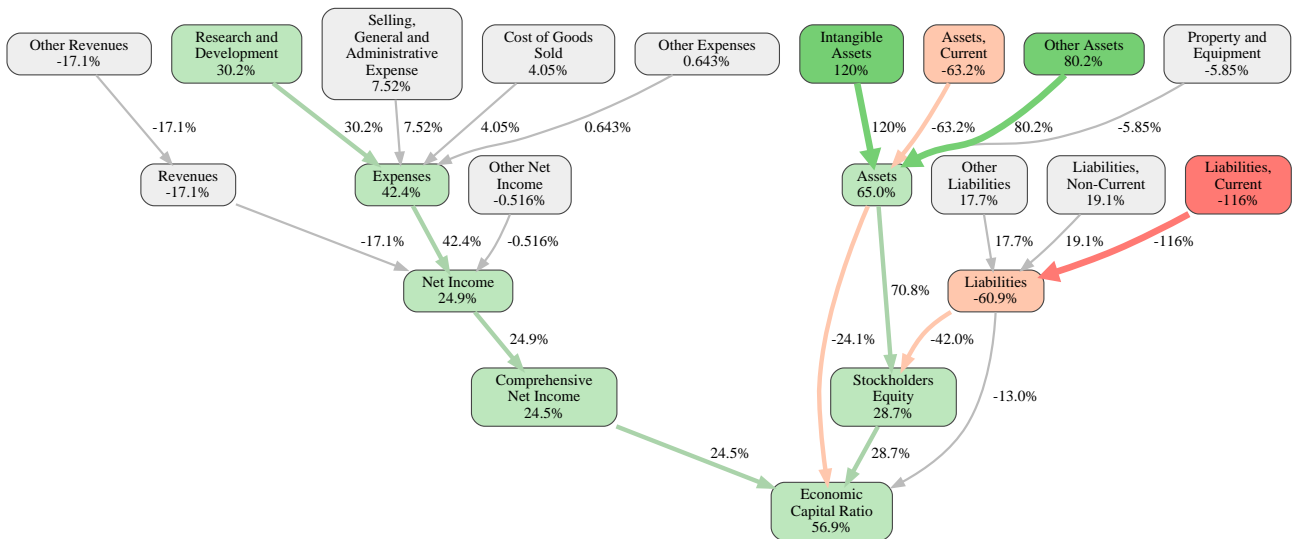 Other Revenues
-17.1%
Research and
Development
30.2%
Selling,
General and
Administrative
Expense
7.52%
Cost of Goods
Sold
4.05%
Other Expenses
0.643%
Intangible
Assets
120%
Assets,
Current
-63.2%
Other Assets
80.2%
Property and
Equipment
-5.85%
-17.1%
30.2%
7.52%
4.05%
0.643%
120%
-63.2%
80.2%
-5.85%
Revenues
-17.1%
Expenses
42.4%
Other Net
Income
-0.516%
Assets
65.0%
Other
Liabilities
17.7%
Liabilities,
Non-Current
19.1%
Liabilities,
Current
-116%
-17.1%
42.4%
-0.516%
17.7%
19.1%
-116%
Net Income
24.9%
70.8%
Liabilities
-60.9%
24.9%
-24.1%
-42.0%
Comprehensive
Net Income
24.5%
Stockholders
Equity
28.7%
-13.0%
24.5%
28.7%
Economic
Capital Ratio
56.9%